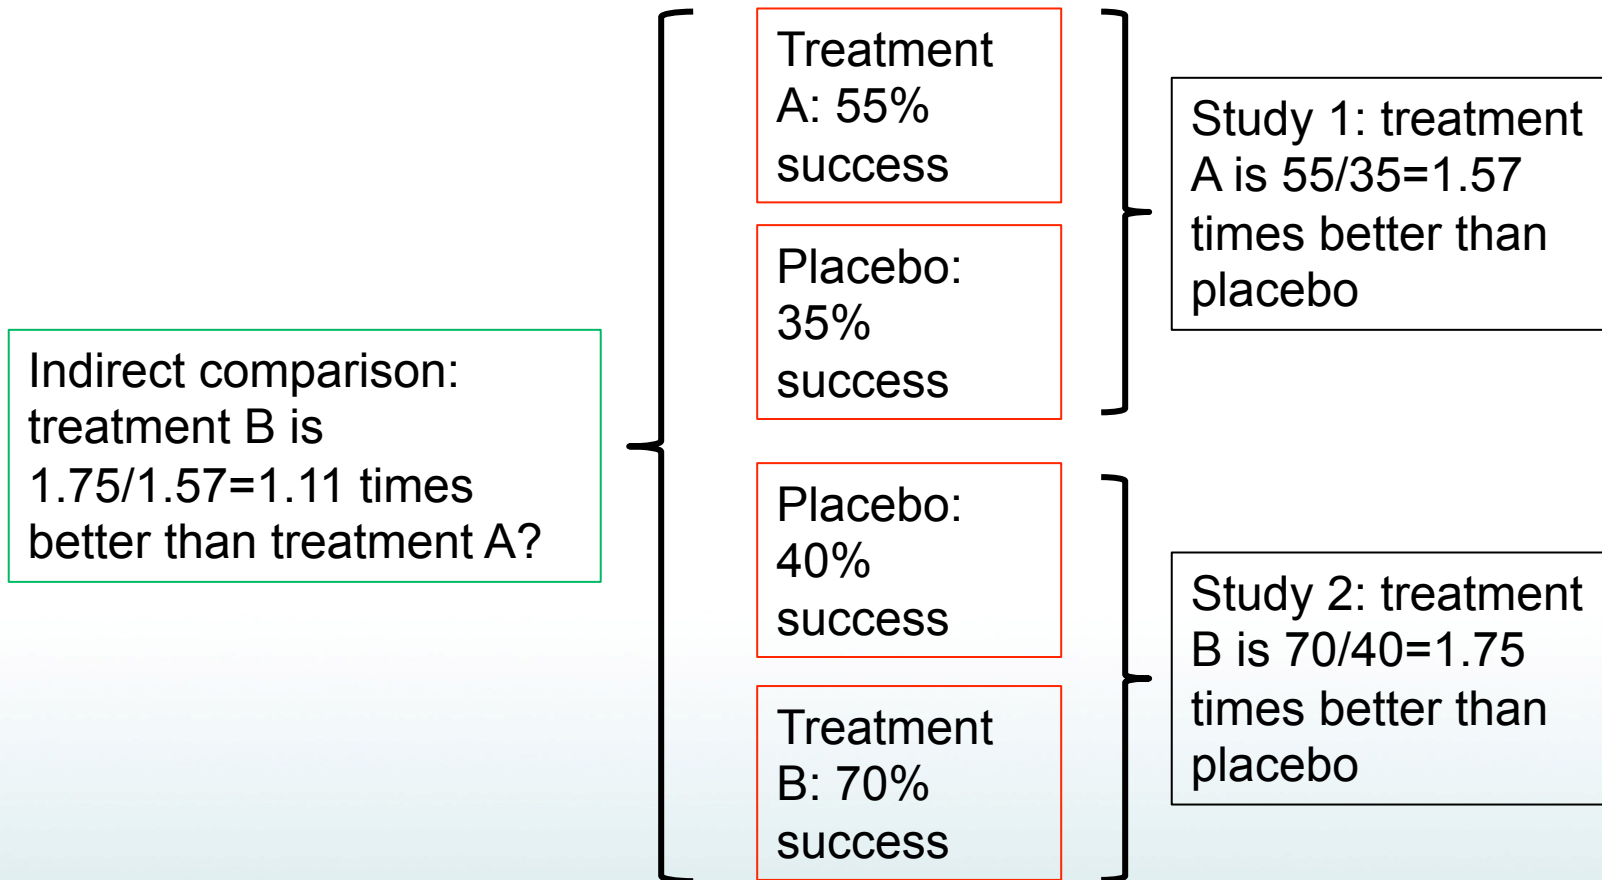 Treatment
A: 55%
success
Placebo:
35%
success
Study 1: treatment
A is 55/35=1.57
times better than
placebo
Indirect comparison:
treatment B is
1.75/1.57=1.11 times
better than treatment A?
Placebo:
40%
success
Treatment
B: 70%
success
Study 2: treatment
B is 70/40=1.75
times better than
placebo